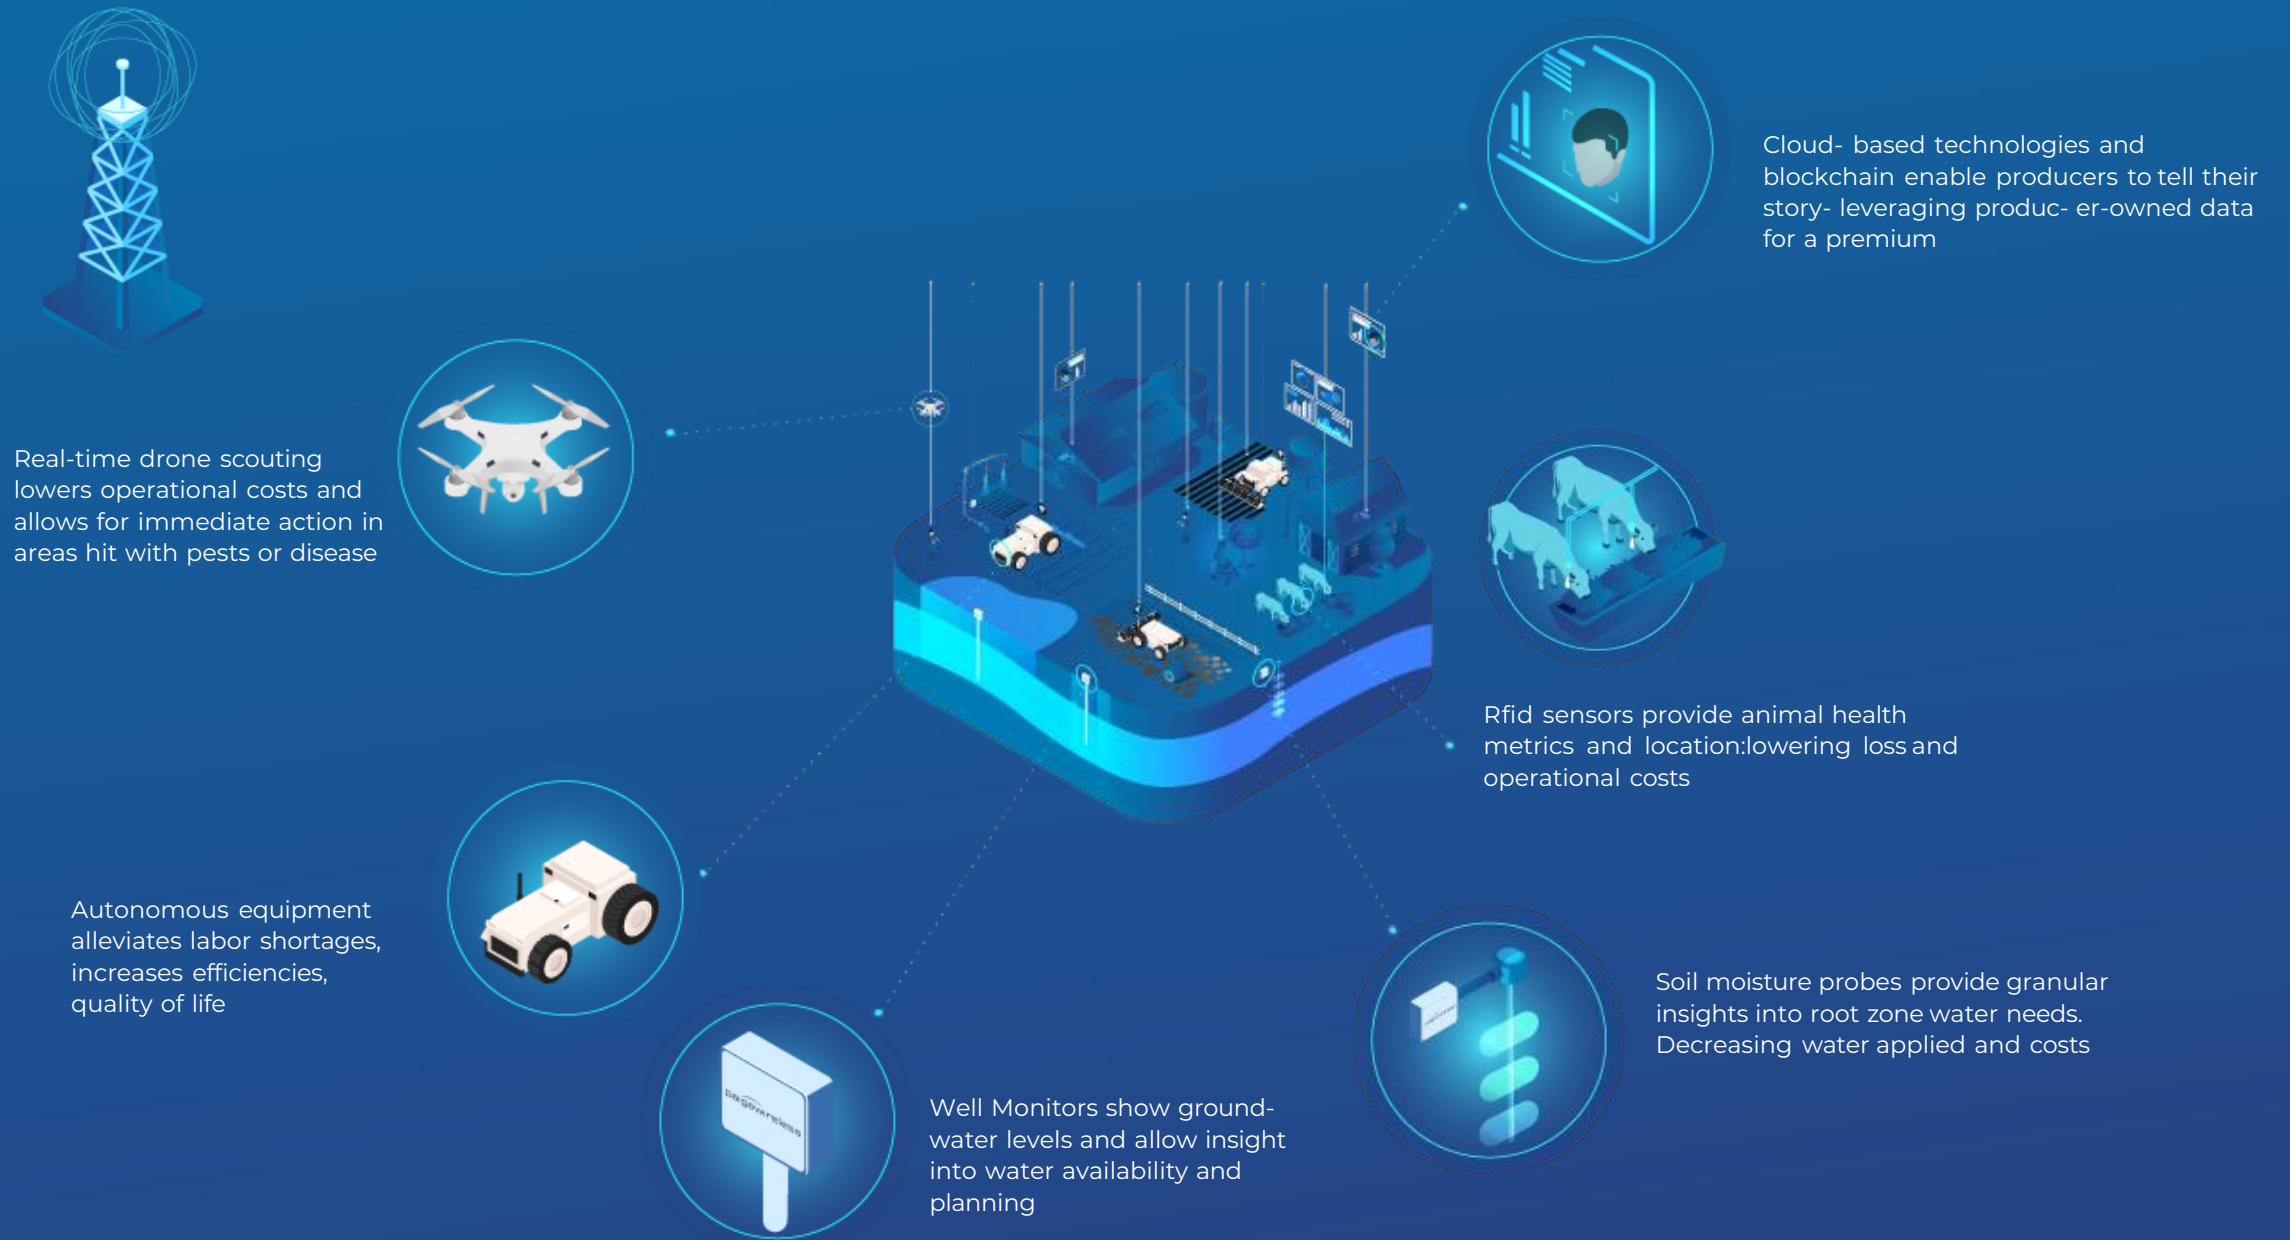 Cloud- based technologies and
blockchain enable producers to tell their
story- leveraging produc- er-owned data
for a premium
Real-time drone scouting
lowers operational costs and
allows for immediate action in
areas hit with pests or disease
Rfid sensors provide animal health
metrics and location:lowering loss and
operational costs
Autonomous equipment
alleviates labor shortages,
increases efficiencies,
quality of life
Soil moisture probes provide granular
insights into root zone water needs.
Decreasing water applied and costs
Well Monitors show ground-
water levels and allow insight
into water availability and
planning